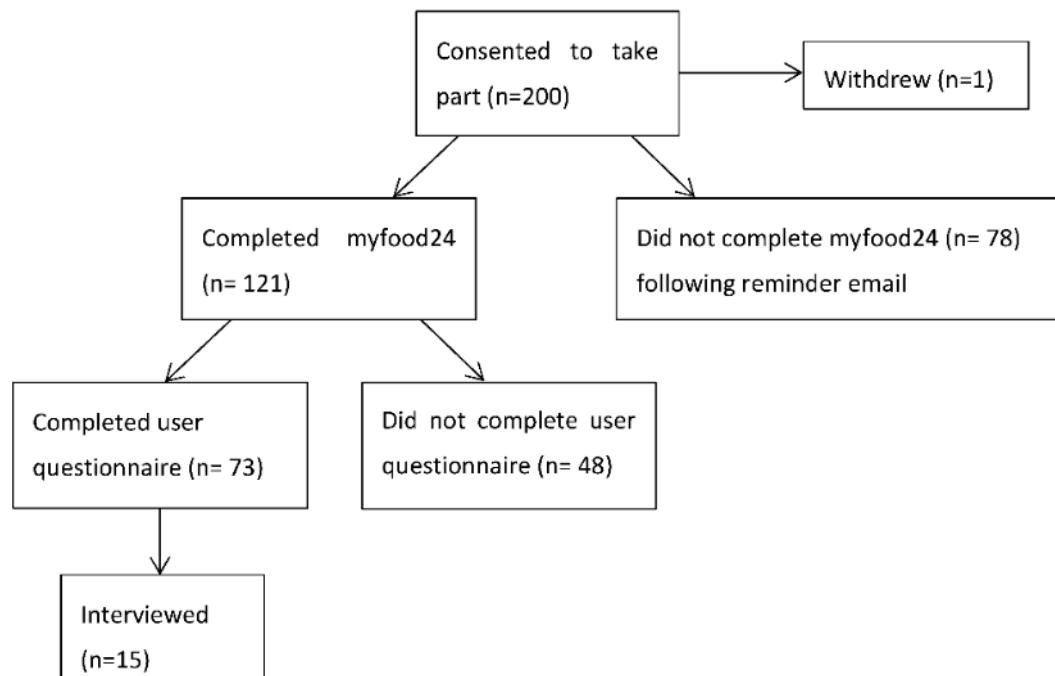 Consented to take
part (n=200)
Withdrew (n=1)
Completed myfood24
(n= 121)
Did not complete myfood24 (n= 78)
following reminder email
Completed user
questionnaire (n= 73)
Did not complete user
questionnaire (n= 48)
Interviewed
(n=15)